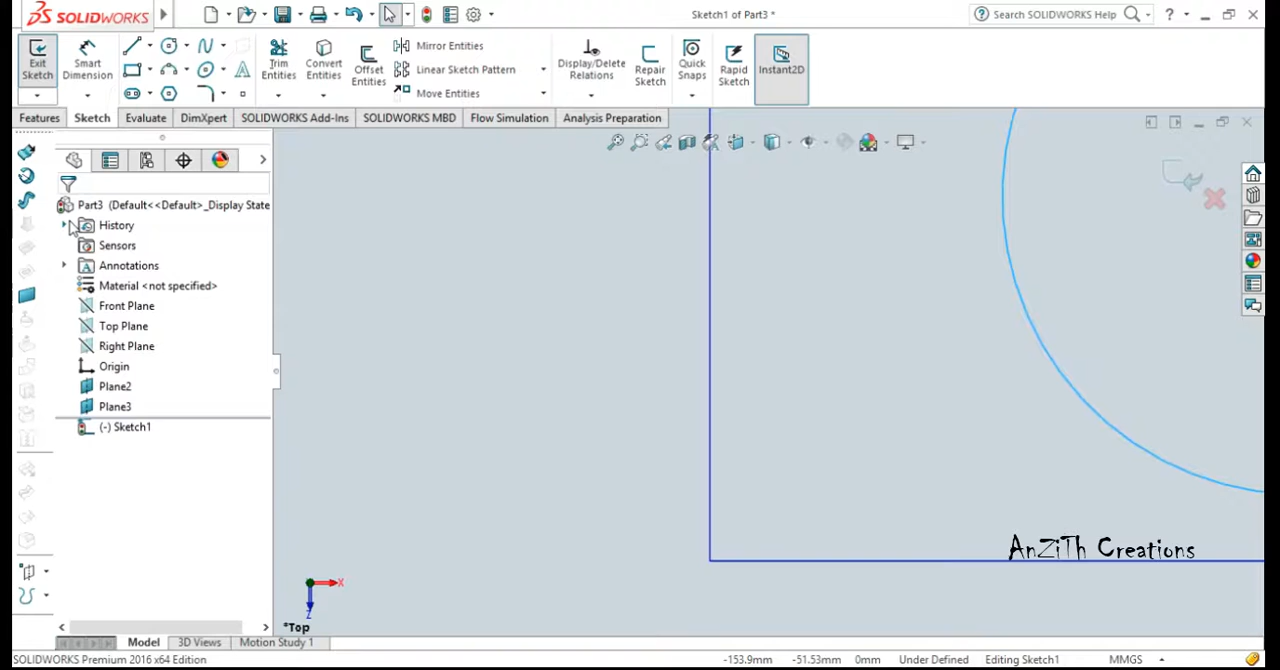 SOLIDWORKS
Sketch1 of Part3 *
Search SOLIDWORKS Help
?
Exit Sketch
Smart Dimension
Trim Entities
Convert Entities
Offset Entities
Mirror Entities
Linear Sketch Pattern
Move Entities
Display/Delete Relations
Repair Sketch
Quick Snaps
Rapid Sketch
Instant2D
Features Sketch Evaluate DimXpert SOLIDWORKS Add-Ins SOLIDWORKS MBD Flow Simulation Analysis Preparation
Part3 (Default<<Default>_Display State
History
Sensors
Annotations
Material <not specified>
Front Plane
Top Plane
Right Plane
Origin
Plane2
Plane3
(-) Sketch1
AnZiTh Creations
X
Z
*Top
Model 3D Views Motion Study 1
SOLIDWORKS Premium 2016 x64 Edition -153.9mm -51.53mm 0mm Under Defined Editing Sketch1 MMGS